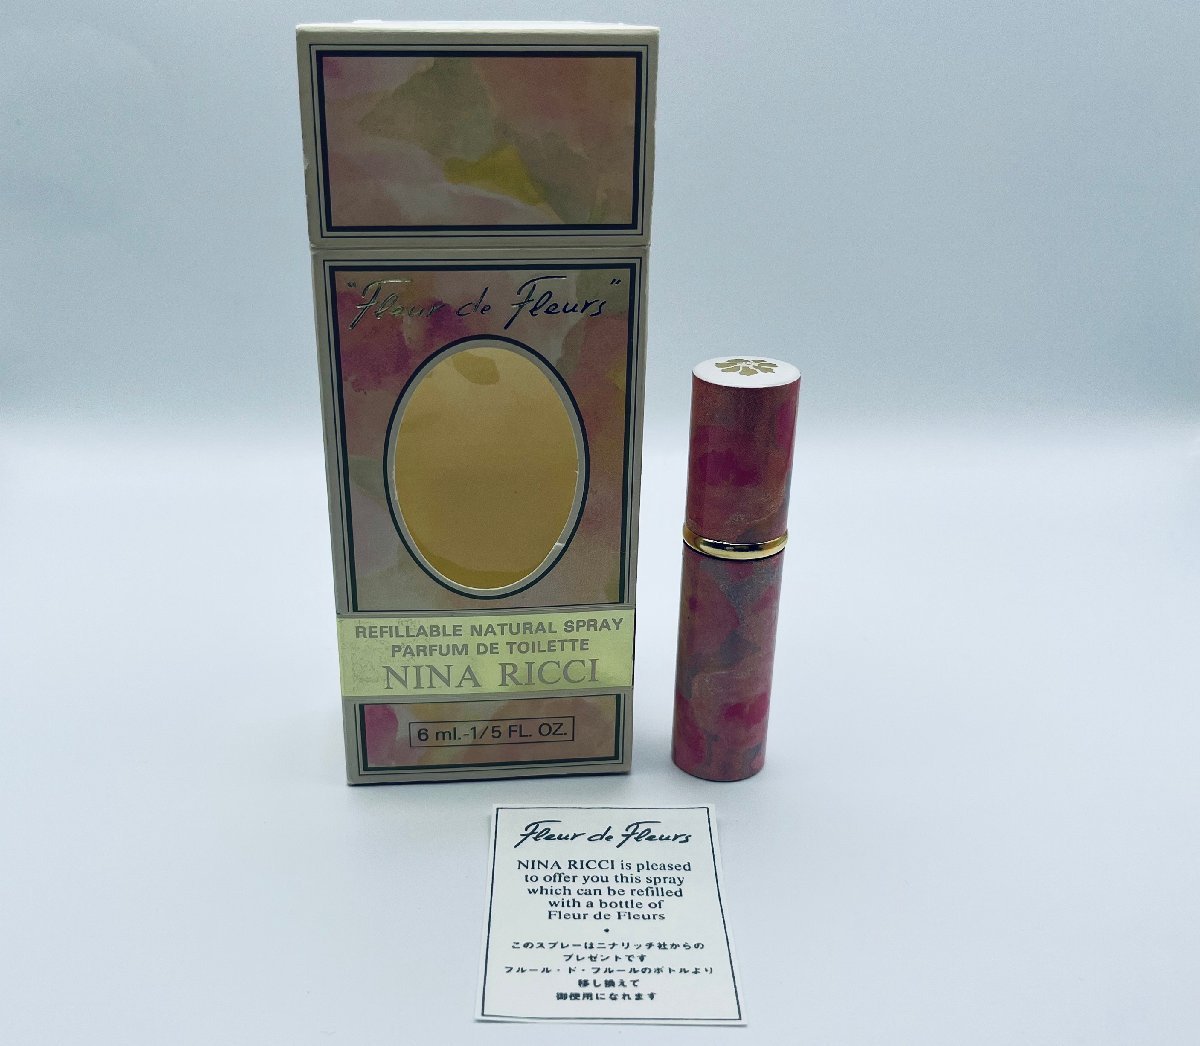 "Fleur de Fleurs"
REFILLABLE NATURAL SPRAY
PARFUM DE TOILETTE
NINA RICCI
6 ml.-1/5 FL. OZ.
Fleur de Fleurs
NINA RICCI is pleased
to offer you this spray
which can be refilled
with a bottle of
Fleur de Fleurs
このスプレーはニナリッチ社からの
プレゼントです
フルール・ド・フルールのボトルより
移し換えて
御使用になれます